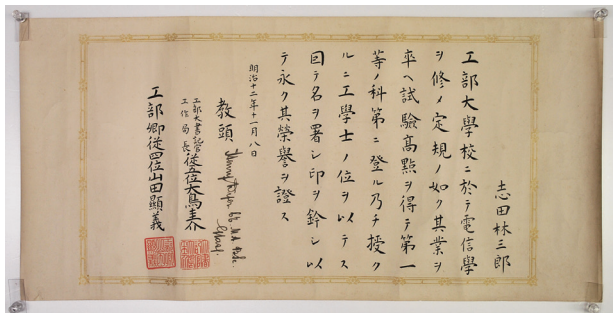 志田林三郎
工部大學校ニ於テ電信學
ヲ修メ定規ノ如ク其業ヲ
卒ヘ試驗高點ヲ得テ第一
等ノ科第ニ登ル乃チ授ク
ルニ工學士ノ位ヲ以テス
因テ名ヲ署シ印ヲ鈐シ以
テ永ク其榮譽ヲ證ス
明治十二年十一月八日
教頭
工部大書記官
工作局長
從五位大鳥圭介
工部卿從四位山田顯義